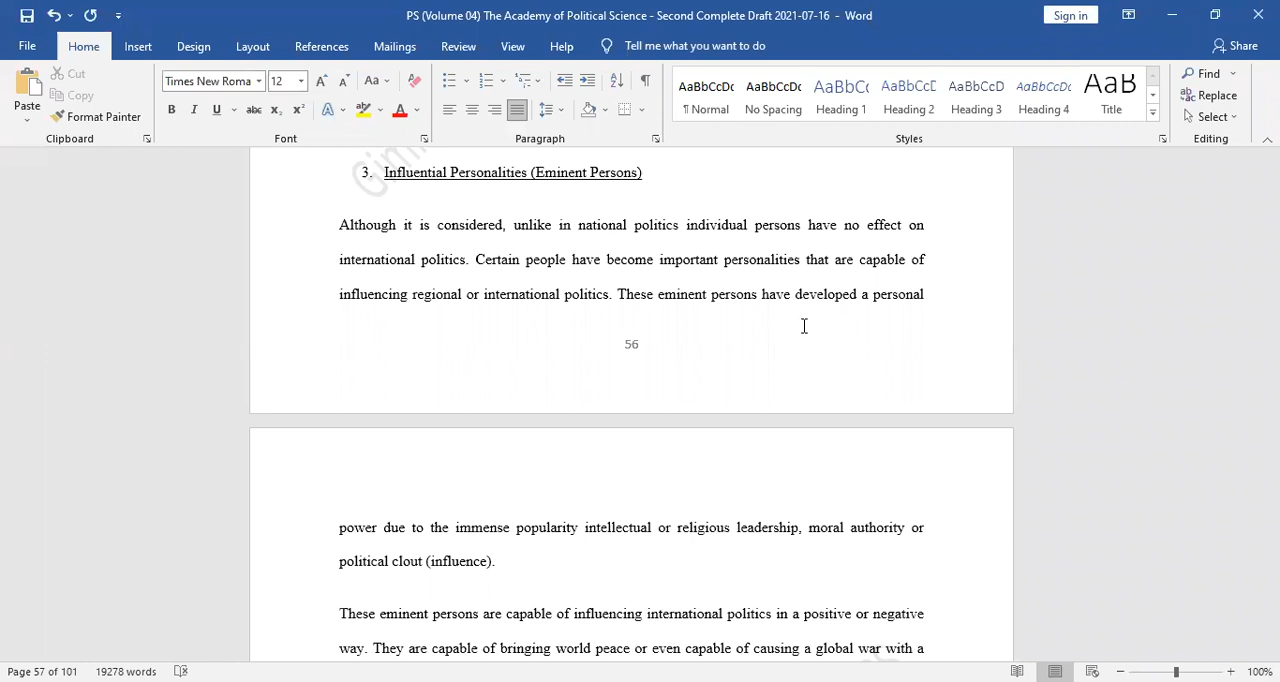 PS (Volume 04) The Academy of Political Science - Second Complete Draft 2021-07-16 - Word
Sign in
File Home Insert Design Layout References Mailings Review View Help Tell me what you want to do Share
Paste Cut Copy Format Painter Clipboard
Times New Roma 12 Font
Paragraph
AaBbCcDc ¶ Normal AaBbCcDc No Spacing AaBbCc Heading 1 AaBbCcD Heading 2 AaBbCcD Heading 3 AaBbCcDc Heading 4 AaB Title Styles
Find Replace Select Editing
3. Influential Personalities (Eminent Persons)
Although it is considered, unlike in national politics individual persons have no effect on
international politics. Certain people have become important personalities that are capable of
influencing regional or international politics. These eminent persons have developed a personal
56
power due to the immense popularity intellectual or religious leadership, moral authority or
political clout (influence).
These eminent persons are capable of influencing international politics in a positive or negative
way. They are capable of bringing world peace or even capable of causing a global war with a
Page 57 of 101 19278 words 100%